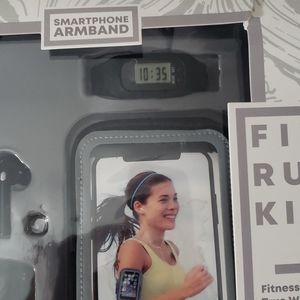 SMARTPHONE
ARMBAND
10:35
FI
RU
KI
Fitness